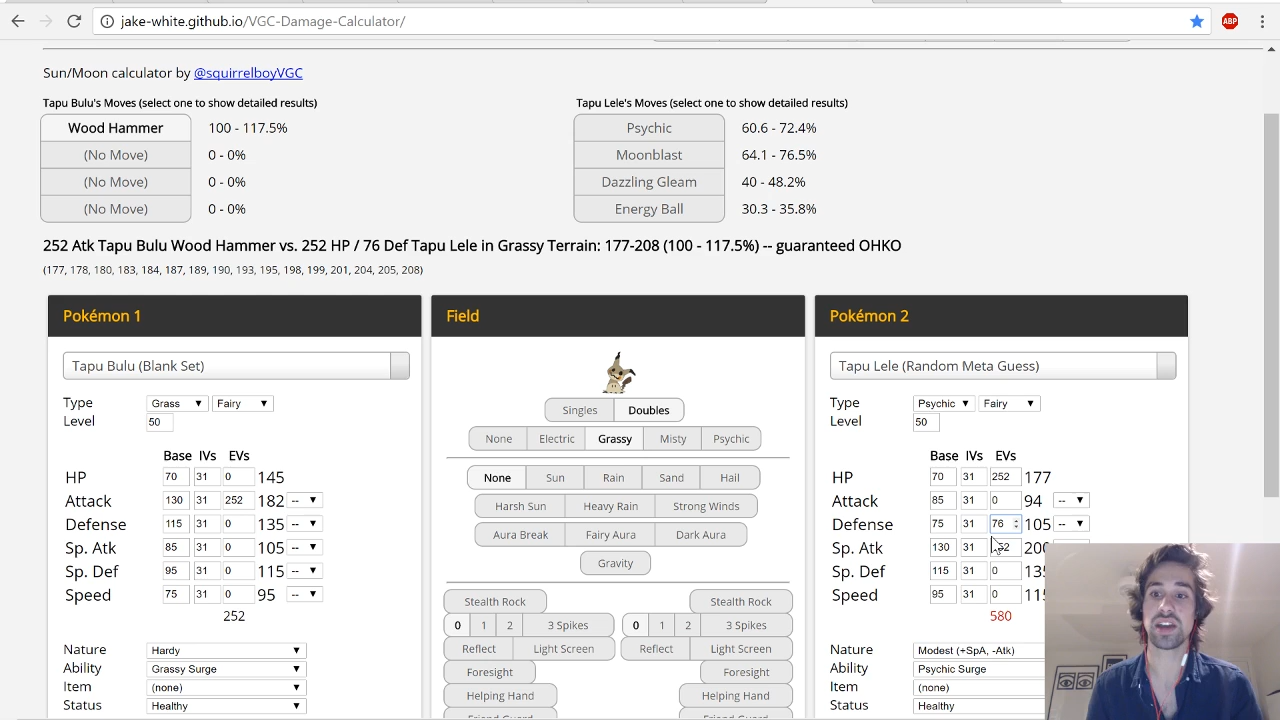 jake-white.github.io/VGC-Damage-Calculator/
ABP
Sun/Moon calculator by @squirrelboyVGC
Tapu Bulu's Moves (select one to show detailed results)
Tapu Lele's Moves (select one to show detailed results)
Wood Hammer 100 - 117.5%
Psychic 60.6 - 72.4%
(No Move) 0 - 0%
Moonblast 64.1 - 76.5%
(No Move) 0 - 0%
Dazzling Gleam 40 - 48.2%
(No Move) 0 - 0%
Energy Ball 30.3 - 35.8%
252 Atk Tapu Bulu Wood Hammer vs. 252 HP / 76 Def Tapu Lele in Grassy Terrain: 177-208 (100 - 117.5%) -- guaranteed OHKO
(177, 178, 180, 183, 184, 187, 189, 190, 193, 195, 198, 199, 201, 204, 205, 208)
Pokémon 1
Tapu Bulu (Blank Set)
Type Grass Fairy
Level 50
Base IVs EVs
HP 70 31 0 145
Attack 130 31 252 182 --
Defense 115 31 0 135 --
Sp. Atk 85 31 0 105 --
Sp. Def 95 31 0 115 --
Speed 75 31 0 95 --
252
Nature Hardy
Ability Grassy Surge
Item (none)
Status Healthy
Field
Singles Doubles
None Electric Grassy Misty Psychic
None Sun Rain Sand Hail
Harsh Sun Heavy Rain Strong Winds
Aura Break Fairy Aura Dark Aura
Gravity
Stealth Rock Stealth Rock
0 1 2 3 Spikes 0 1 2 3 Spikes
Reflect Light Screen Reflect Light Screen
Foresight Foresight
Helping Hand Helping Hand
Pokémon 2
Tapu Lele (Random Meta Guess)
Type Psychic Fairy
Level 50
Base IVs EVs
HP 70 31 252 177
Attack 85 31 0 94 --
Defense 75 31 76 105 --
Sp. Atk 130 31 200
Sp. Def 115 31 0
Speed 95 31 0
580
Nature Modest (+SpA, -Atk)
Ability Psychic Surge
Item (none)
Status Healthy